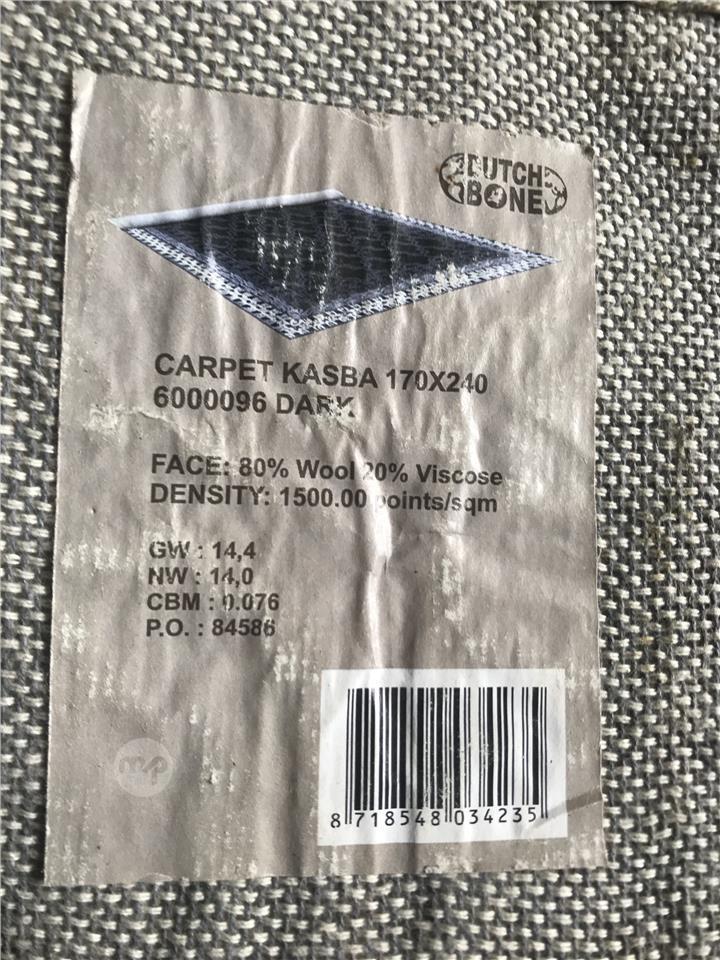 DUTCH
BONE
CARPET KASBA 170X240
6000096 DARK
FACE: 80% Wool 20% Viscose
DENSITY: 1500.00 points/sqm
GW : 14,4
NW : 14,0
CBM : 0.076
P.O. : 84586
mp
8 718548 034235